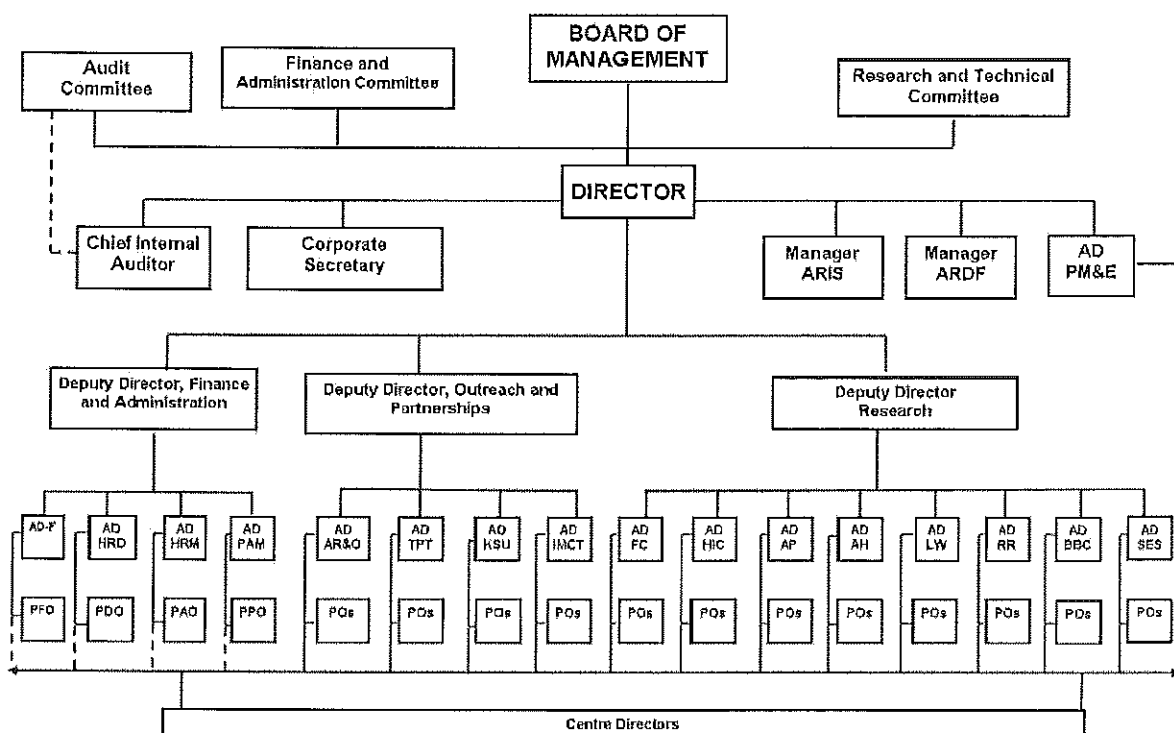 BOARD OF
MANAGEMENT
Audit
Committee
Finance and
Administration Committee
Research and Technical
Committee
DIRECTOR
Chief Internal
Auditor
Corporate
Secretary
Manager
ARIS
Manager
ARDF
AD
PM&E
Deputy Director, Finance
and Administration
Deputy Director, Outreach and
Partnerships
Deputy Director
Research
AD-F
AD
HRD
AD
HRM
AD
PAM
AD
AR&O
AD
TPT
AD
KSU
AD
IMCT
AD
FC
AD
HIC
AD
AP
AD
AH
AD
LW
AD
RR
AD
BBC
AD
SES
PFO
PDO
PAO
PPO
POs
POs
POs
POs
POs
POs
POs
POs
POs
POs
POs
POs
Centre Directors